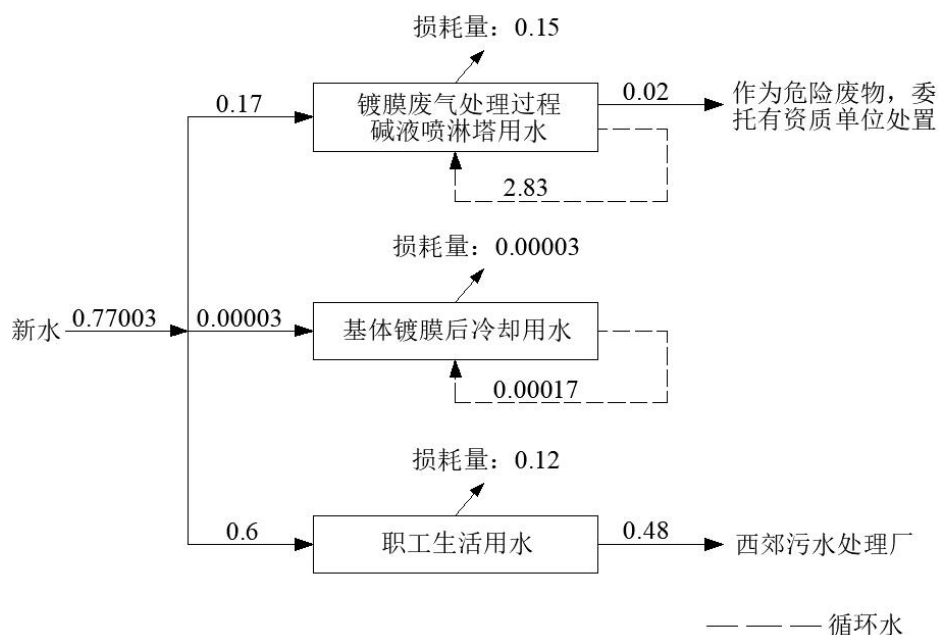 损耗量：0.15
0.17
镀膜废气处理过程
碱液喷淋塔用水
0.02
作为危险废物，委
托有资质单位处置
2.83
损耗量：0.00003
新水
0.77003
0.00003
基体镀膜后冷却用水
0.00017
损耗量：0.12
0.6
职工生活用水
0.48
西郊污水处理厂
循环水